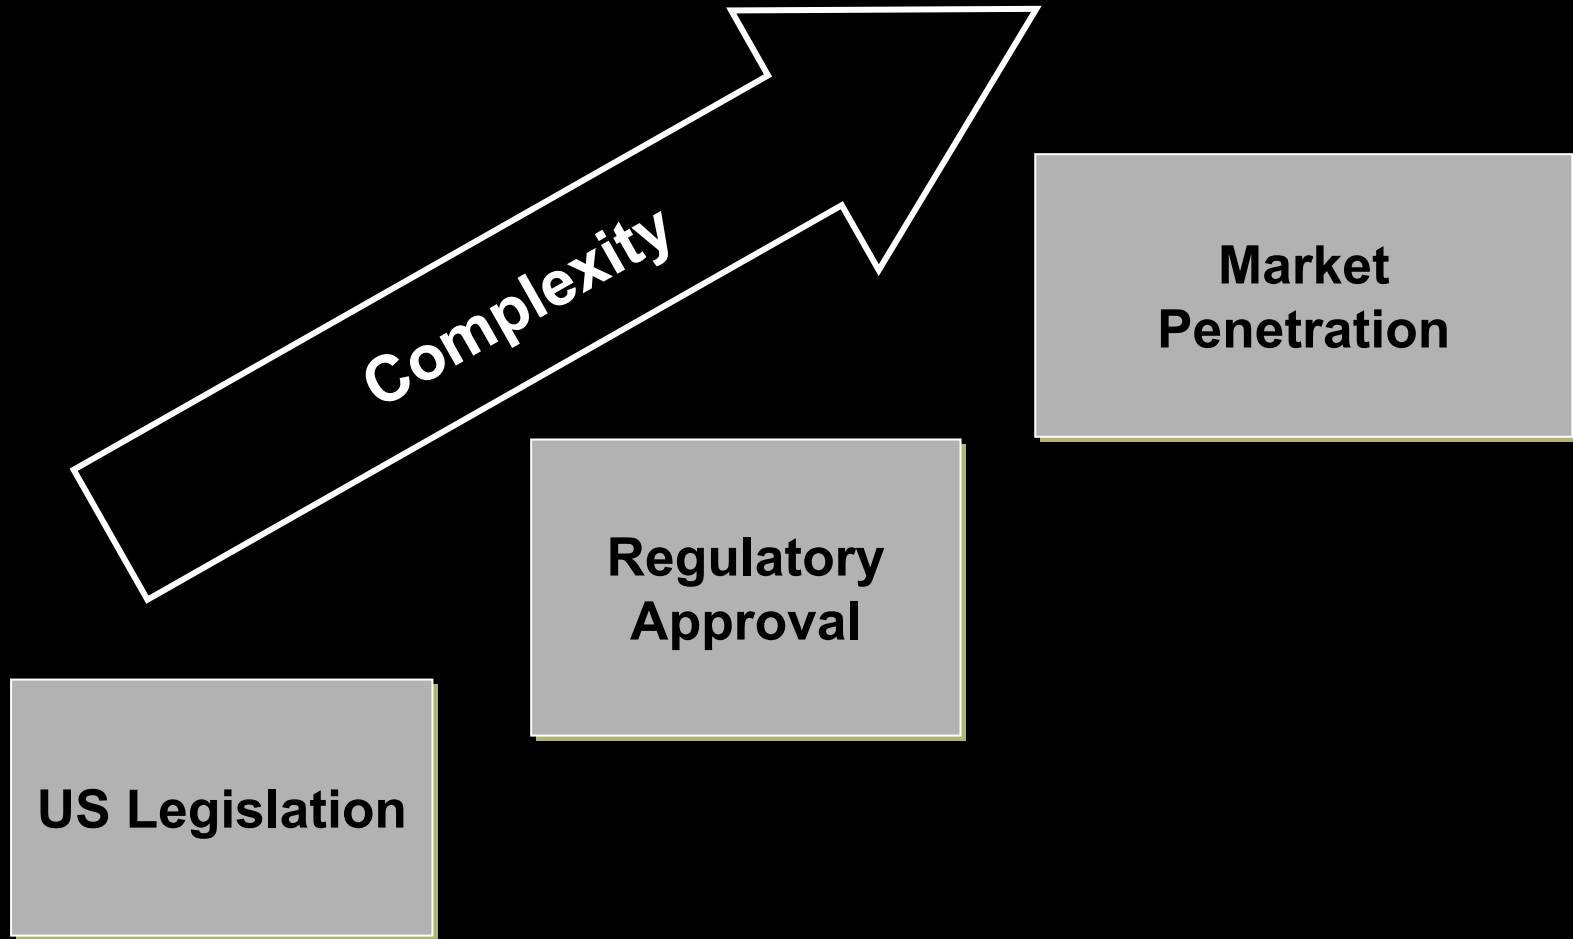 Complexity
Market
Penetration
Regulatory
Approval
US Legislation